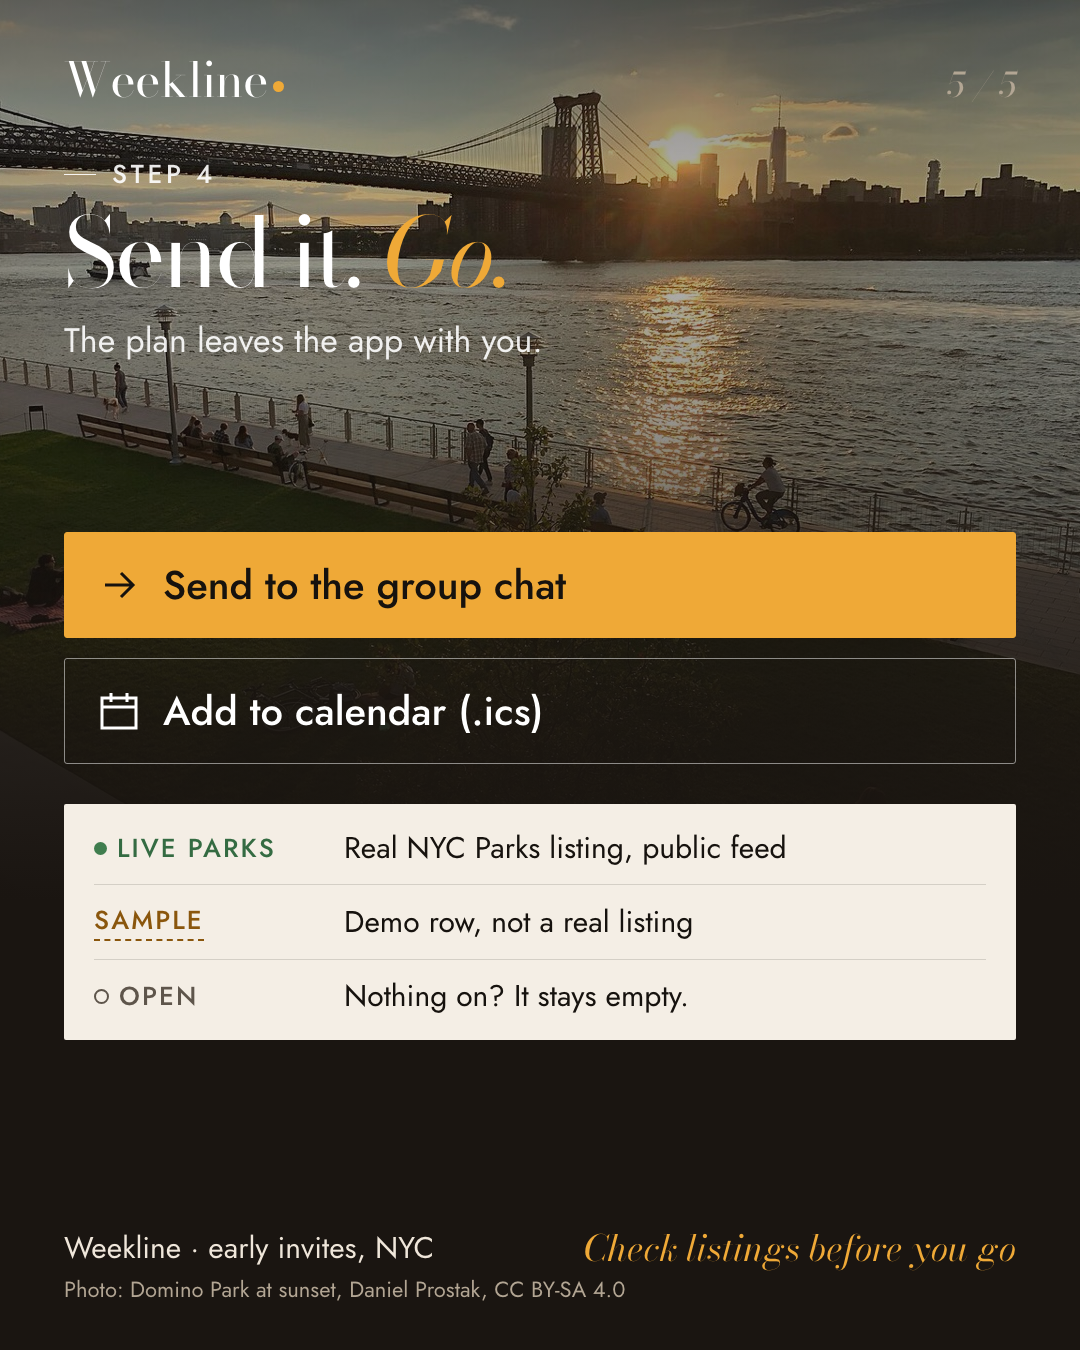 Weekline
5 / 5
STEP 4
Send it. Go.
The plan leaves the app with you.
→ Send to the group chat
Add to calendar (.ics)
LIVE PARKS Real NYC Parks listing, public feed
SAMPLE Demo row, not a real listing
OPEN Nothing on? It stays empty.
Weekline · early invites, NYC
Check listings before you go
Photo: Domino Park at sunset, Daniel Prostak, CC BY-SA 4.0